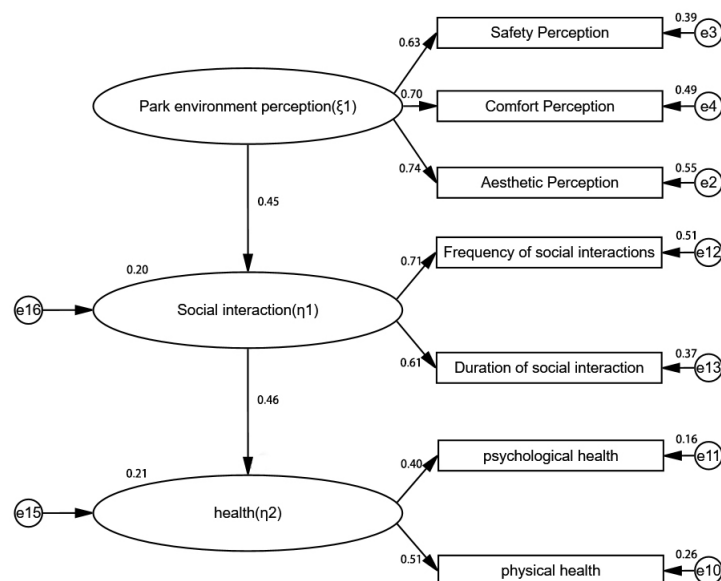 0.39
Safety Perception
e3
0.63
0.49
0.70
Park environment perception(ξ1)
Comfort Perception
e4
0.55
0.74
Aesthetic Perception
e2
0.45
0.51
Frequency of social interactions
e12
0.71
0.20
e16
Social interaction(η1)
0.37
0.61
Duration of social interaction
e13
0.46
0.16
psychological health
e11
0.40
0.21
e15
health(η2)
0.51
0.26
physical health
e10